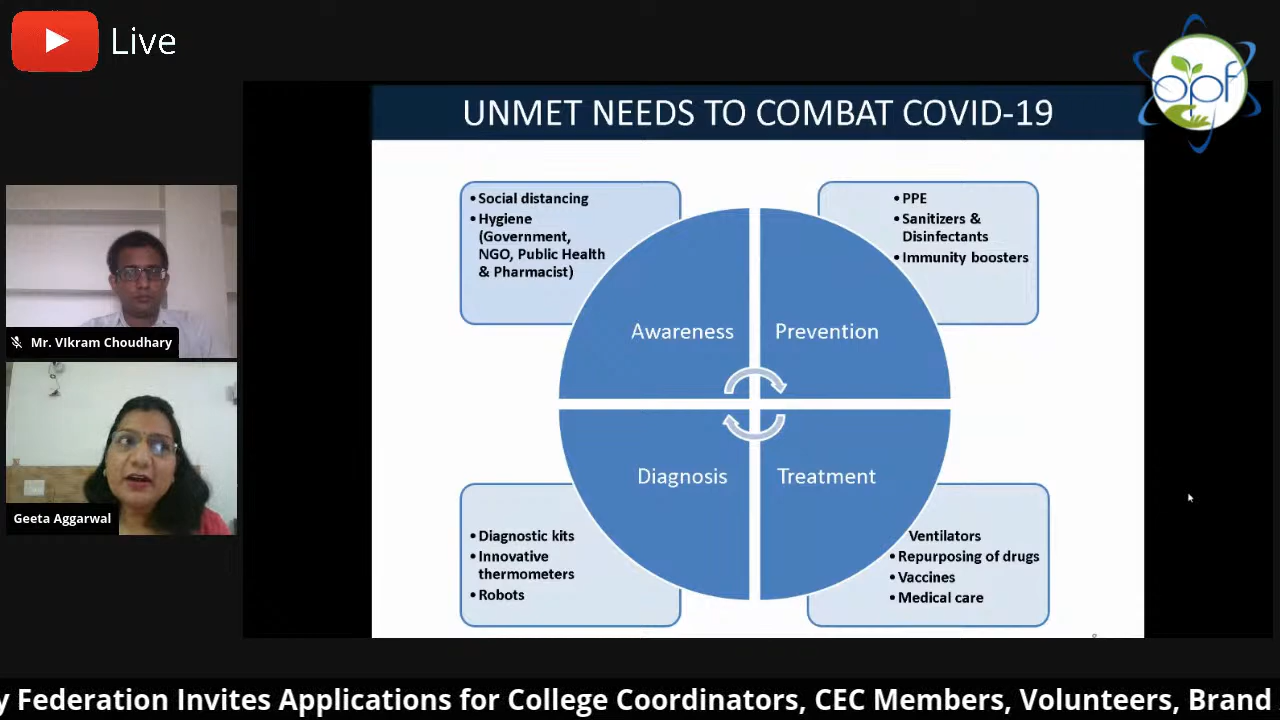 Live
opf
UNMET NEEDS TO COMBAT COVID-19
• Social distancing
• Hygiene
(Government,
NGO, Public Health
& Pharmacist)
• PPE
• Sanitizers &
Disinfectants
• Immunity boosters
Awareness
Prevention
Diagnosis
Treatment
• Diagnostic kits
• Innovative
thermometers
• Robots
Ventilators
• Repurposing of drugs
• Vaccines
• Medical care
Mr. VIkram Choudhary
Geeta Aggarwal
y Federation Invites Applications for College Coordinators, CEC Members, Volunteers, Brand